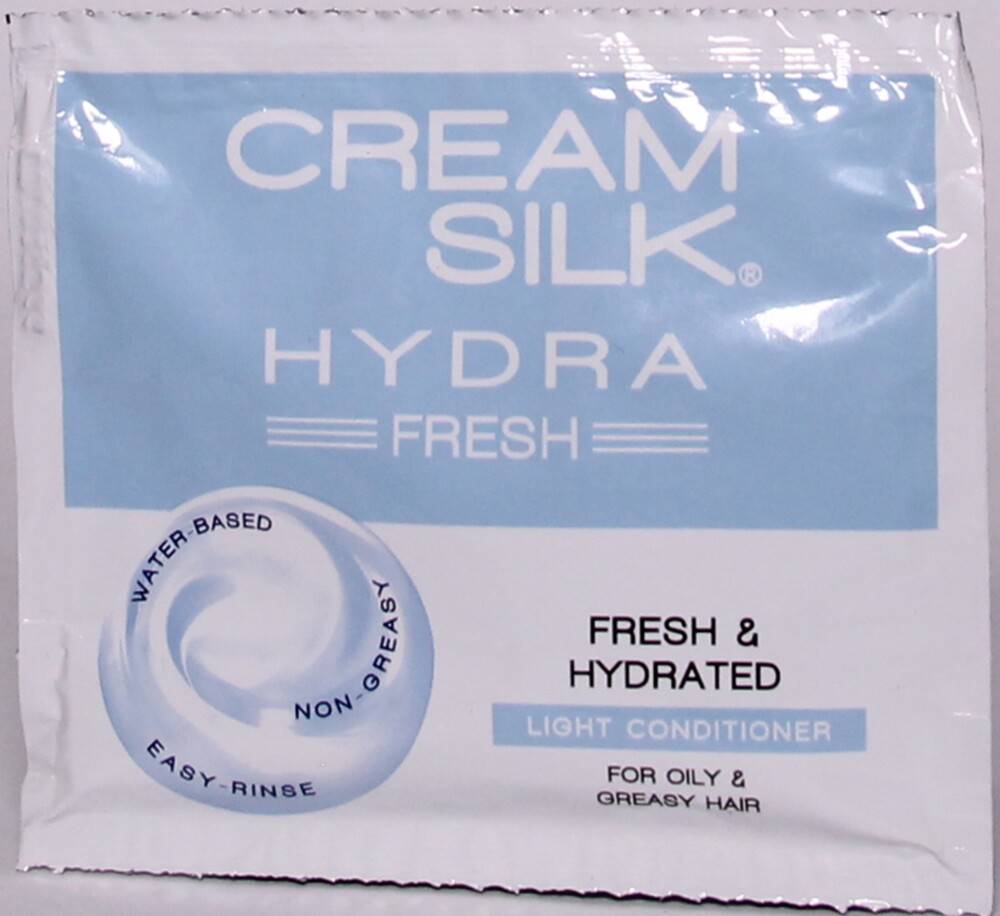 CREAM
SILK®
HYDRA
FRESH
WATER-BASED
NON-GREASY
EASY-RINSE
FRESH &
HYDRATED
LIGHT CONDITIONER
FOR OILY &
GREASY HAIR